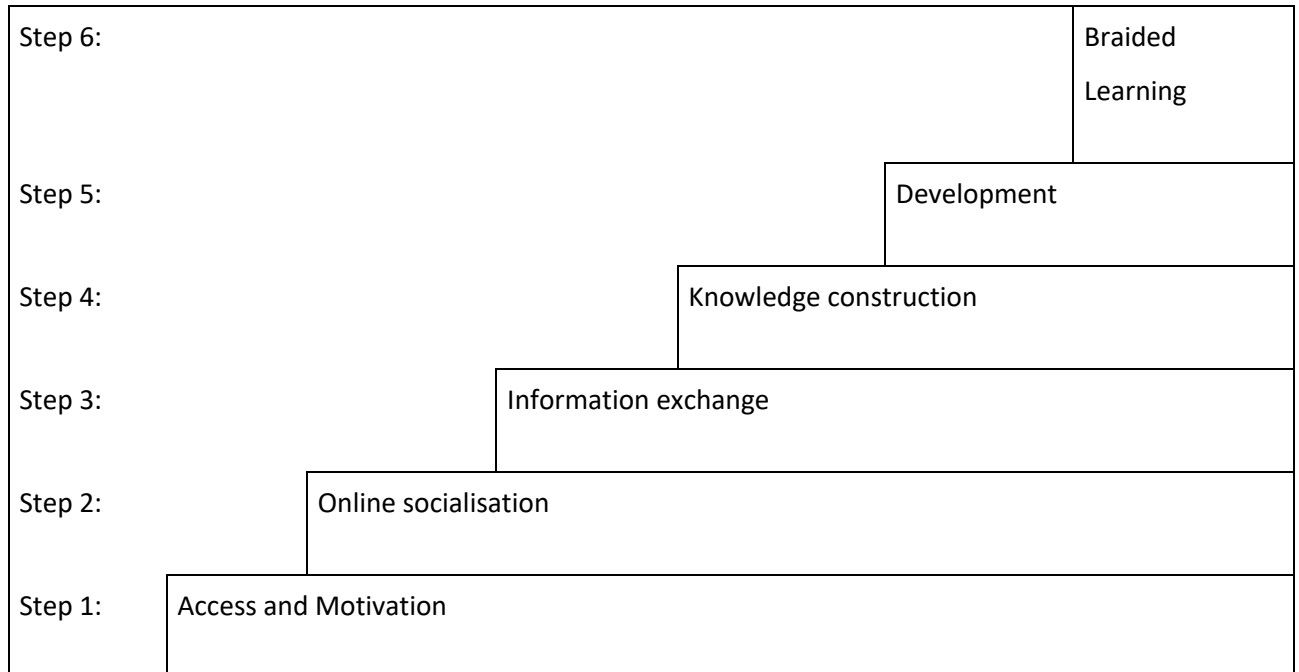 Step 6: Braided
Learning
Step 5: Development
Step 4: Knowledge construction
Step 3: Information exchange
Step 2: Online socialisation
Step 1: Access and Motivation